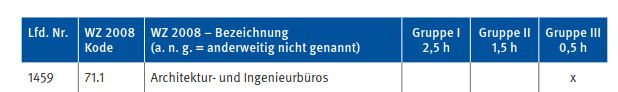 Lfd. Nr. WZ 2008 WZ 2008 – Bezeichnung Gruppe I Gruppe II Gruppe III
Kode (a. n. g. = anderweitig nicht genannt) 2,5 h 1,5 h 0,5 h
1459 71.1 Architektur- und Ingenieurbüros x